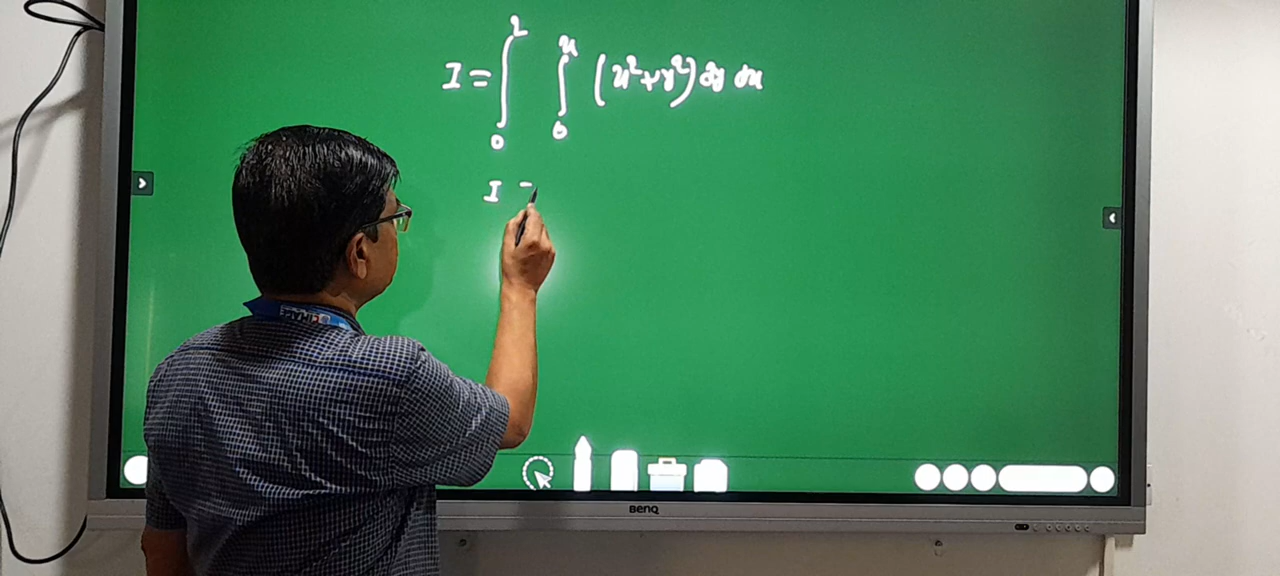 I = ∫₀² ∫₀ˣ (x² + y²) dy dx
I =
BenQ